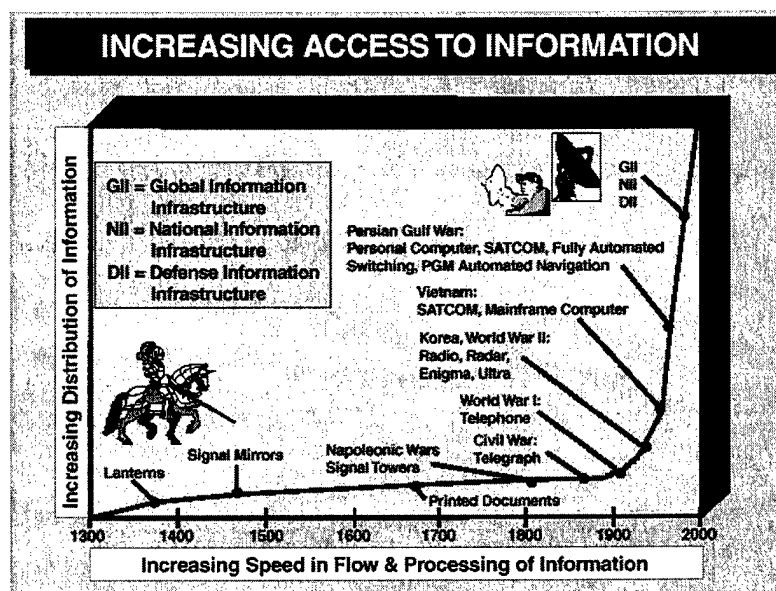 INCREASING ACCESS TO INFORMATION
Increasing Distribution of Information
GII = Global Information
Infrastructure
NII = National Information
Infrastructure
DII = Defense Information
Infrastructure
GII
NII
DII
Persian Gulf War:
Personal Computer, SATCOM, Fully Automated
Switching, PGM Automated Navigation
Vietnam:
SATCOM, Mainframe Computer
Korea, World War II:
Radio, Radar,
Enigma, Ultra
World War I:
Telephone
Civil War:
Telegraph
Napoleonic Wars
Signal Towers
Signal Mirrors
Lanterns
Printed Documents
1300 1400 1500 1600 1700 1800 1900 2000
Increasing Speed in Flow & Processing of Information